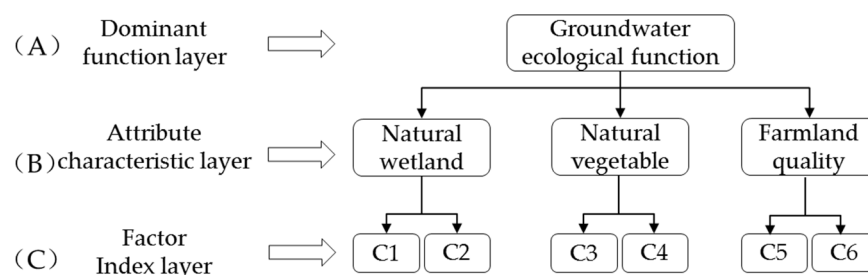 (A)
Dominant
function layer
Groundwater
ecological function
(B)
Attribute
characteristic layer
Natural
wetland
Natural
vegetable
Farmland
quality
(C)
Factor
Index layer
C1
C2
C3
C4
C5
C6